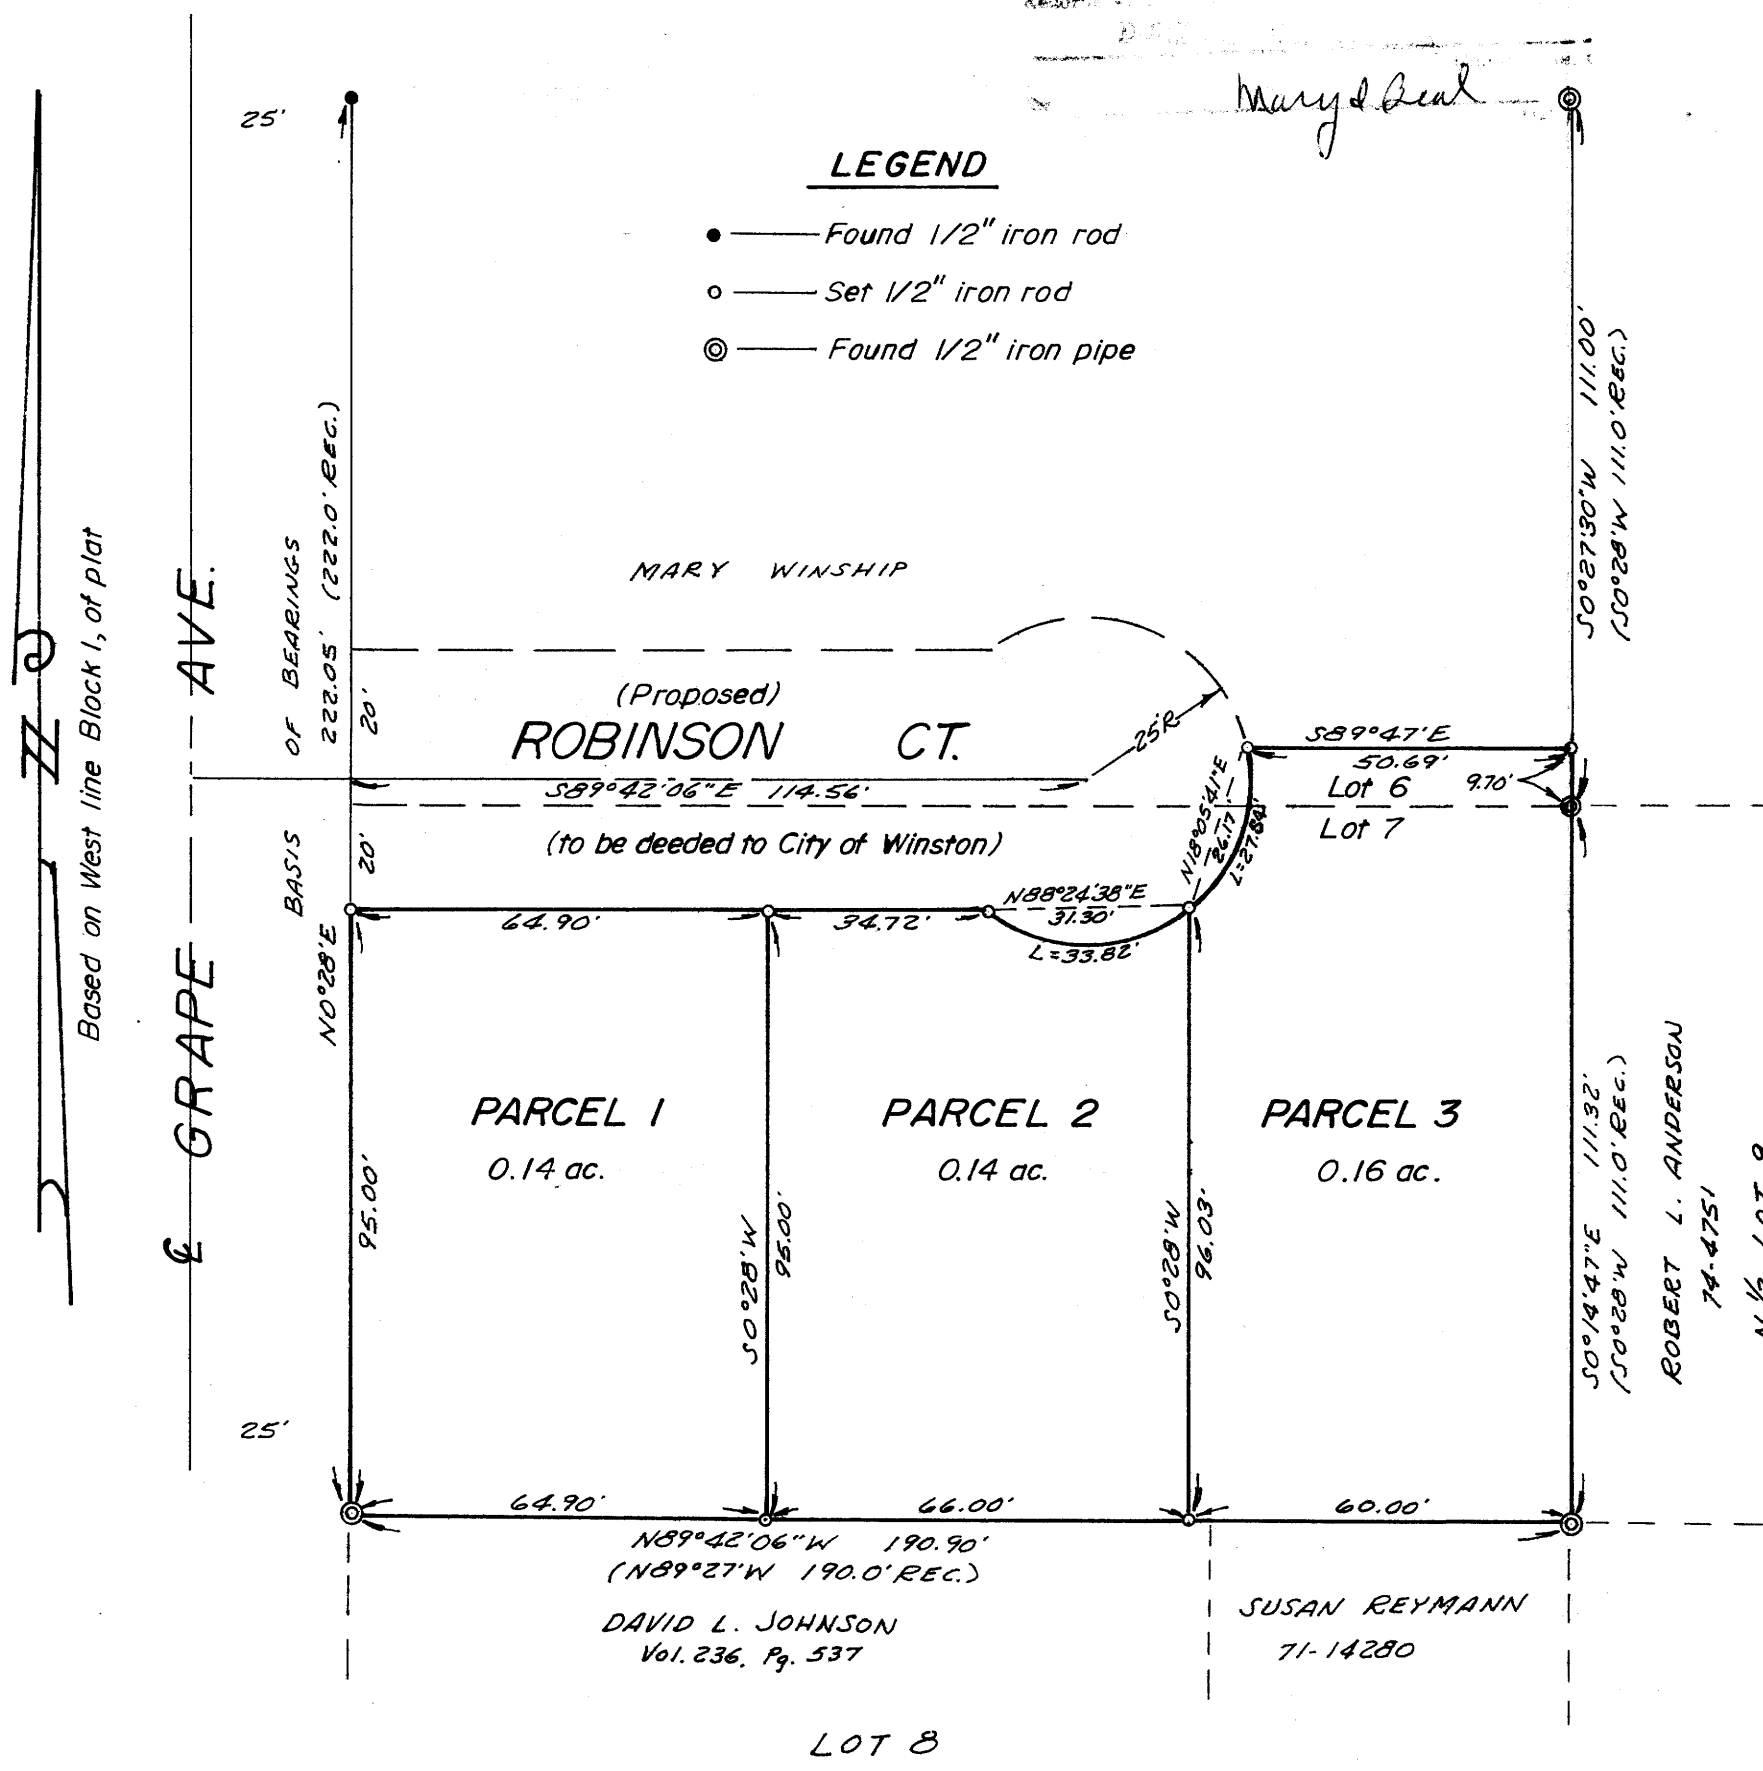 Mary J Beal
25'
LEGEND
Found 1/2" iron rod
Set 1/2" iron rod
Found 1/2" iron pipe
Based on West line Block 1, of plat
N
℄ GRAPE AVE.
BASIS OF BEARINGS
N0°28'E 222.05' (222.0' REC.)
S0°27'30"W 111.00'
(S0°28'W 111.0' REC.)
MARY WINSHIP
20'
(Proposed)
ROBINSON CT.
25'R
S89°42'06"E 114.56'
(to be deeded to City of Winston)
20'
S89°47'E
50.69'
9.70'
Lot 6
Lot 7
N18°05'41"E
26.17'
L=27.84'
64.90'
34.72'
N88°24'38"E
31.30'
L=33.82'
PARCEL 1
0.14 ac.
PARCEL 2
0.14 ac.
PARCEL 3
0.16 ac.
95.00'
S0°28'W
95.00'
S0°28'W
96.03'
S0°14'47"E 111.32'
(S0°28'W 111.0' REC.)
ROBERT L. ANDERSON
74-4751
N 1/2 LOT 8
25'
64.90'
66.00'
60.00'
N89°42'06"W 190.90'
(N89°27'W 190.0' REC.)
DAVID L. JOHNSON
Vol. 236, Pg. 537
SUSAN REYMANN
71-14280
LOT 8